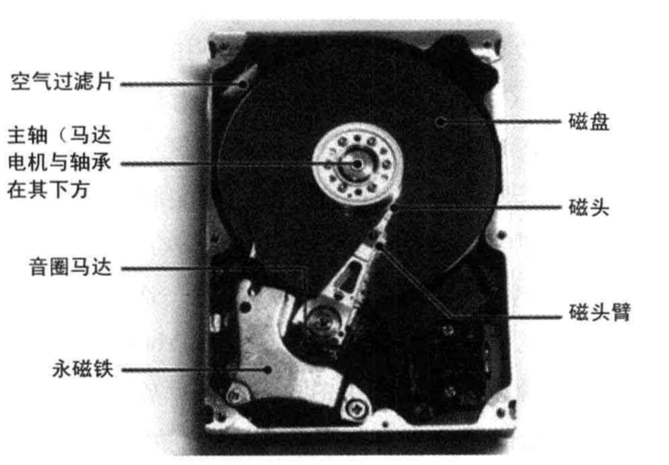 空气过滤片
主轴（马达
电机与轴承
在其下方
音圈马达
永磁铁
磁盘
磁头
磁头臂